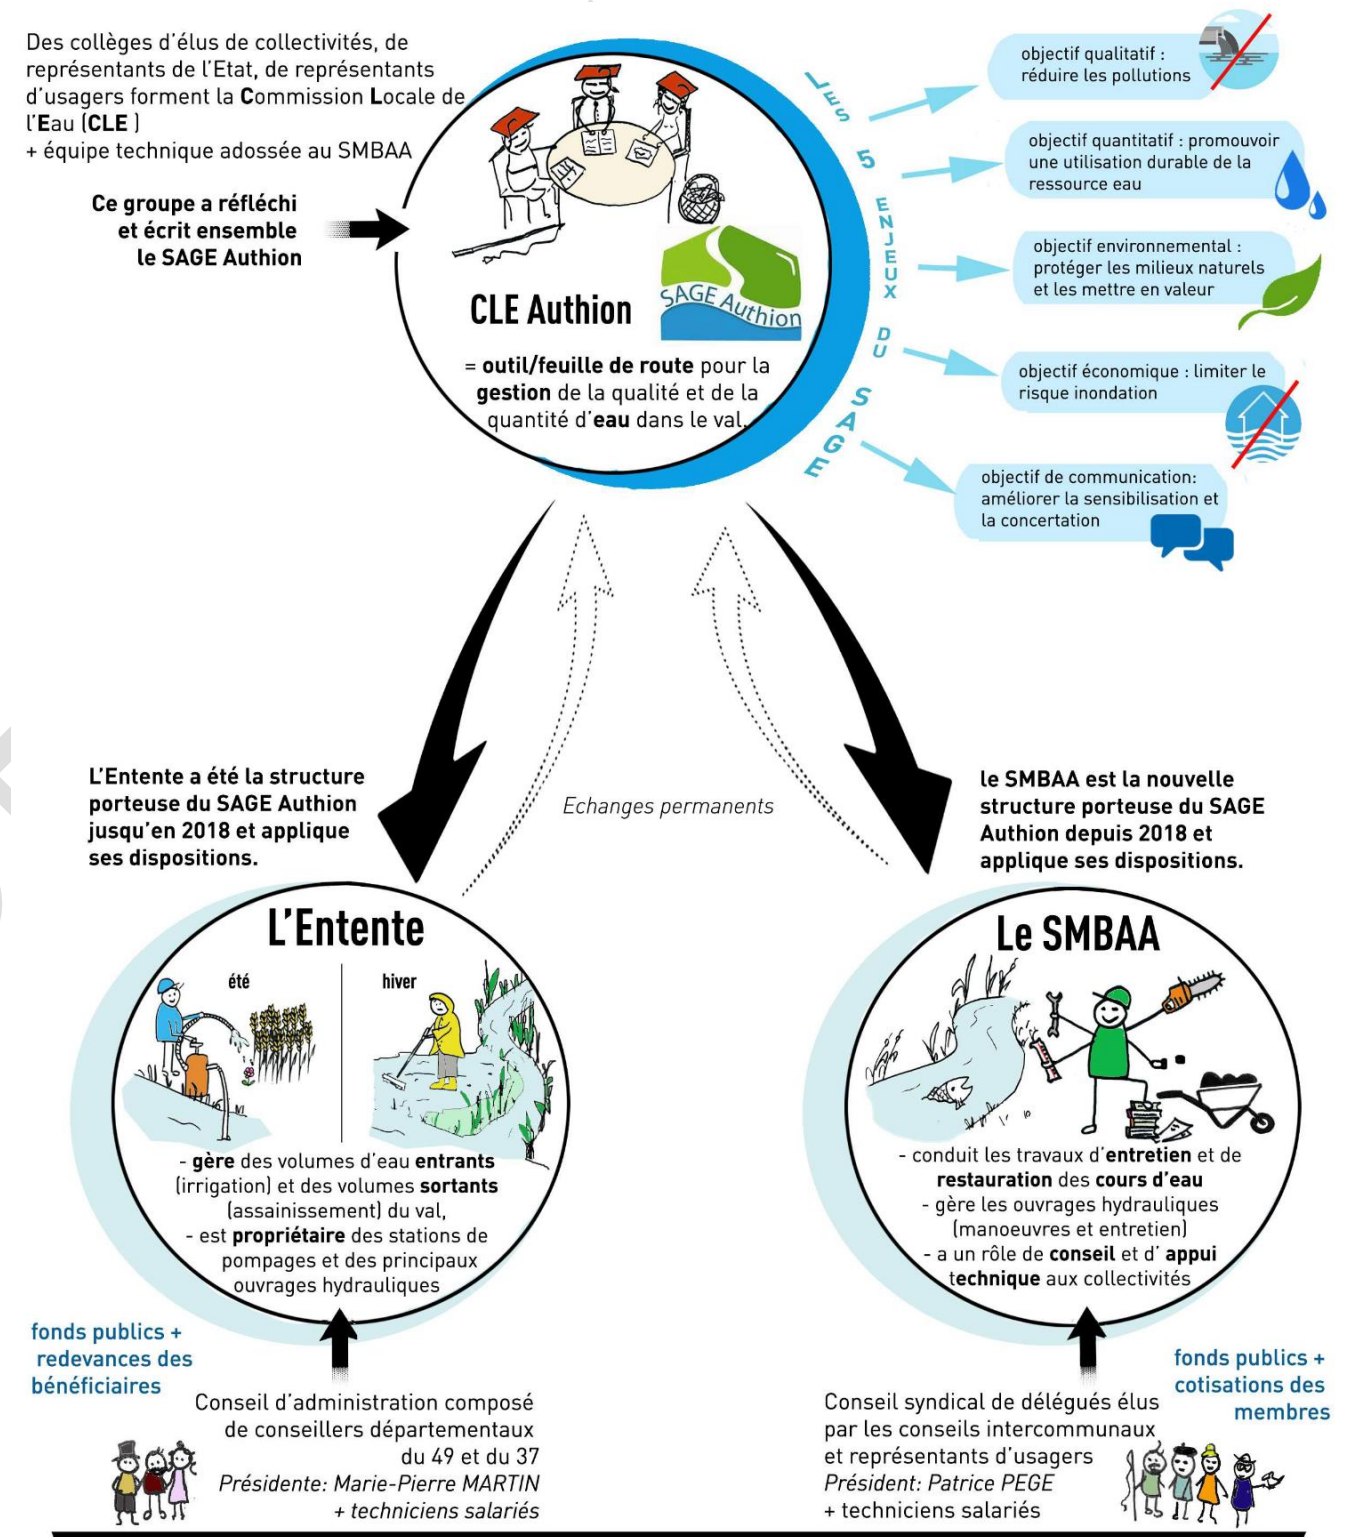 Des collèges d'élus de collectivités, de
représentants de l'Etat, de représentants
d'usagers forment la Commission Locale de
l'Eau (CLE )
+ équipe technique adossée au SMBAA
Ce groupe a réfléchi
et écrit ensemble
le SAGE Authion
CLE Authion
SAGE Authion
= outil/feuille de route pour la
gestion de la qualité et de la
quantité d'eau dans le val.
LES 5 ENJEUX DU SAGE
objectif qualitatif :
réduire les pollutions
objectif quantitatif : promouvoir
une utilisation durable de la
ressource eau
objectif environnemental :
protéger les milieux naturels
et les mettre en valeur
objectif économique : limiter le
risque inondation
objectif de communication:
améliorer la sensibilisation et
la concertation
L'Entente a été la structure
porteuse du SAGE Authion
jusqu'en 2018 et applique
ses dispositions.
Echanges permanents
le SMBAA est la nouvelle
structure porteuse du SAGE
Authion depuis 2018 et
applique ses dispositions.
L'Entente
été
hiver
- gère des volumes d'eau entrants
(irrigation) et des volumes sortants
(assainissement) du val,
- est propriétaire des stations de
pompages et des principaux
ouvrages hydrauliques
Le SMBAA
- conduit les travaux d'entretien et de
restauration des cours d'eau
- gère les ouvrages hydrauliques
(manoeuvres et entretien)
- a un rôle de conseil et d' appui
technique aux collectivités
fonds publics +
redevances des
bénéficiaires
Conseil d'administration composé
de conseillers départementaux
du 49 et du 37
Présidente: Marie-Pierre MARTIN
+ techniciens salariés
Conseil syndical de délégués élus
par les conseils intercommunaux
et représentants d'usagers
Président: Patrice PEGE
+ techniciens salariés
fonds publics +
cotisations des
membres